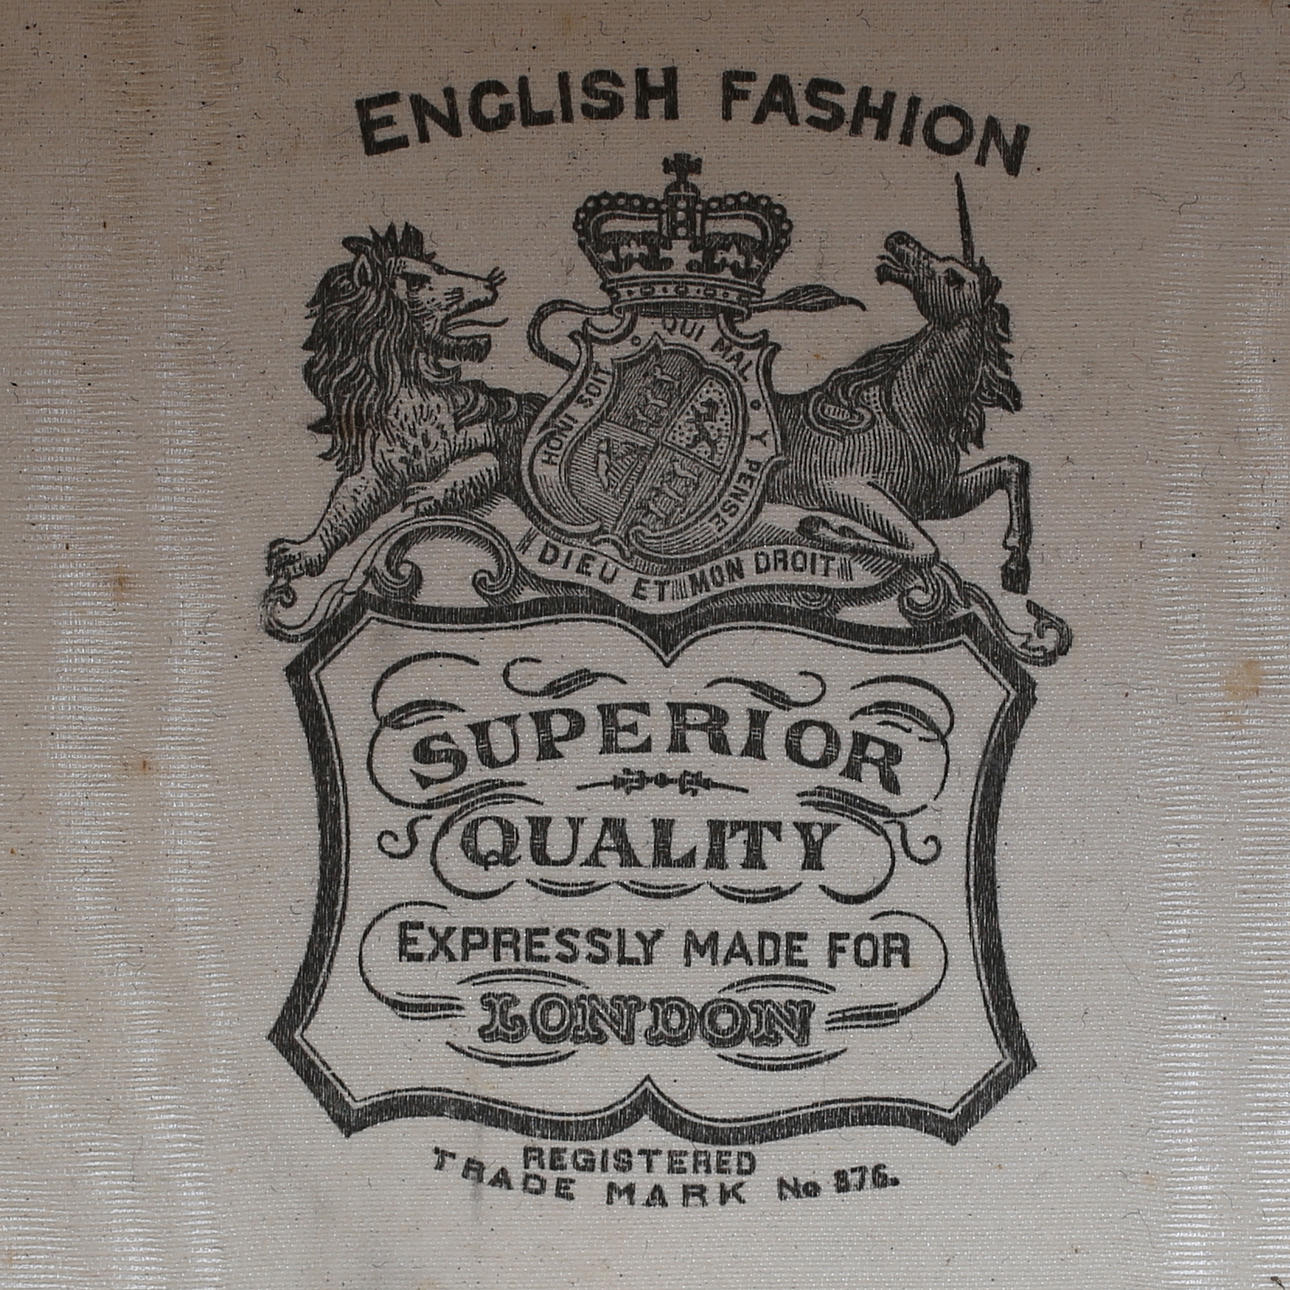 ENGLISH FASHION
HONI SOIT QUI MAL Y PENSE
DIEU ET MON DROIT
SUPERIOR
QUALITY
EXPRESSLY MADE FOR
LONDON
REGISTERED
TRADE MARK No 876.